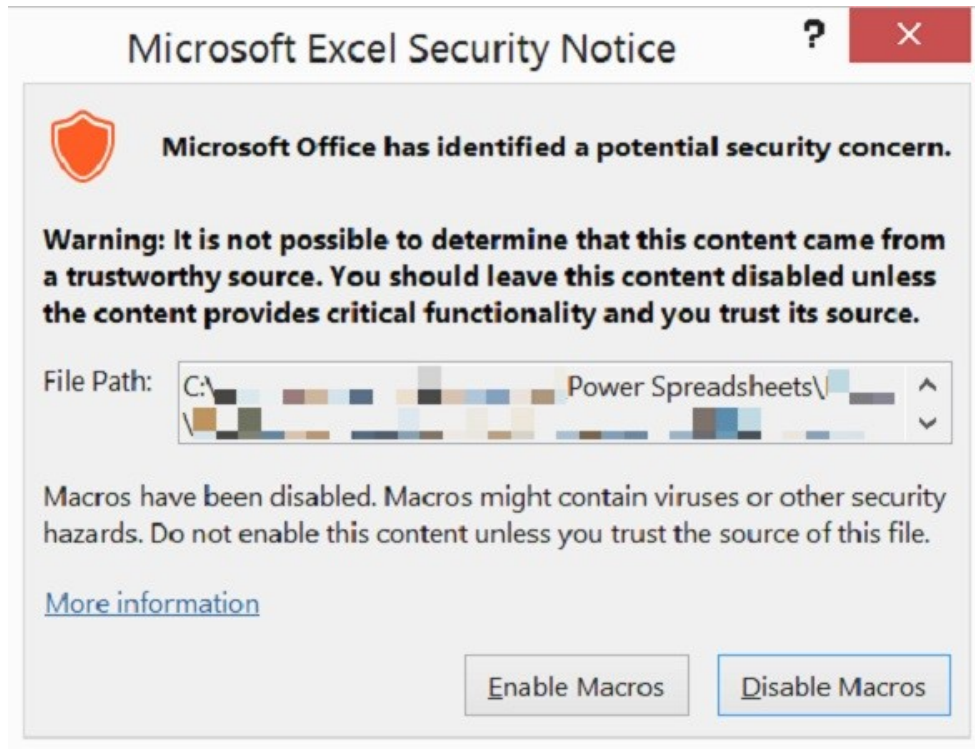 Microsoft Excel Security Notice ?
Microsoft Office has identified a potential security concern.
Warning: It is not possible to determine that this content came from
a trustworthy source. You should leave this content disabled unless
the content provides critical functionality and you trust its source.
File Path: C:\ Power Spreadsheets\
\
Macros have been disabled. Macros might contain viruses or other security
hazards. Do not enable this content unless you trust the source of this file.
More information
Enable Macros Disable Macros